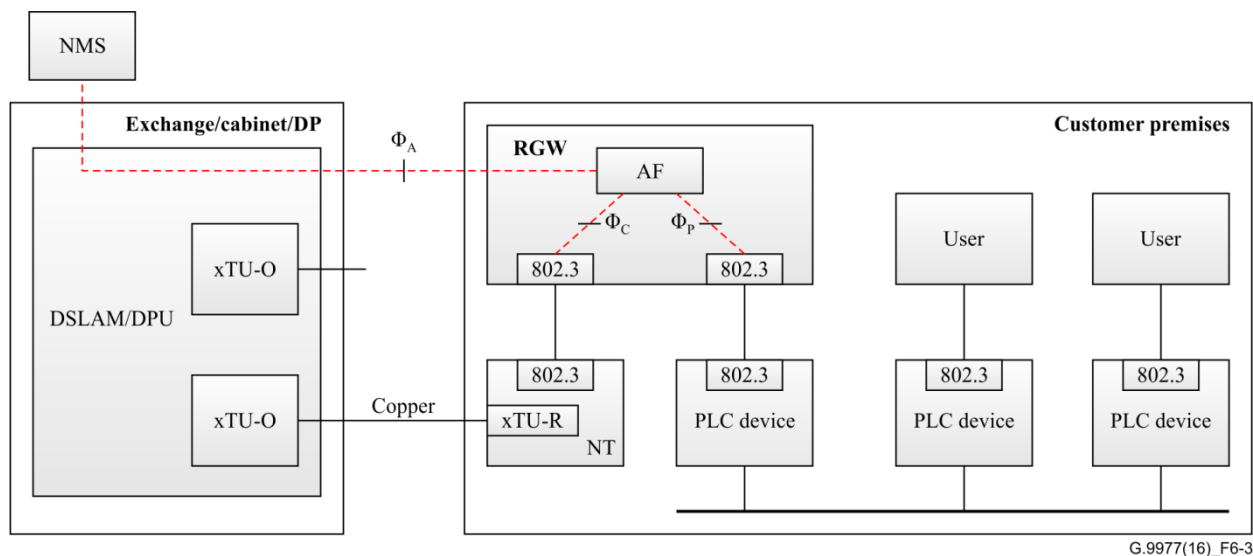 NMS
Exchange/cabinet/DP
Customer premises
ΦA
RGW
AF
ΦC
ΦP
802.3
802.3
User
User
xTU-O
DSLAM/DPU
xTU-O
Copper
802.3
xTU-R
NT
802.3
PLC device
802.3
PLC device
802.3
PLC device
G.9977(16)_F6-3